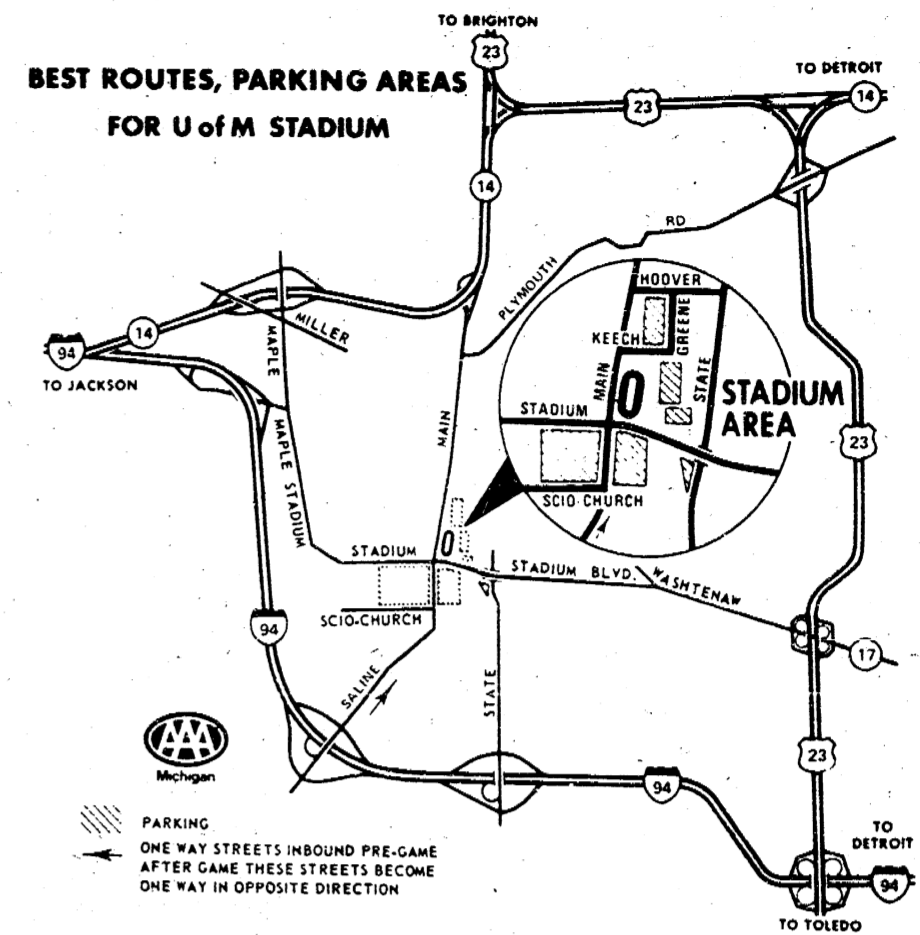 TO BRIGHTON
23
BEST ROUTES, PARKING AREAS
FOR U of M STADIUM
TO DETROIT
14
23
14
RD
PLYMOUTH
HOOVER
KEECH
GREENE
MAIN
STATE
STADIUM
STADIUM
AREA
SCIO-CHURCH
14
MILLER
MAPLE
94
TO JACKSON
MAIN
23
MAPLE STADIUM
STADIUM
STADIUM BLVD.
WASHTENAW
SCIO-CHURCH
94
17
SALINE
STATE
AAA
Michigan
23
94
PARKING
ONE WAY STREETS INBOUND PRE-GAME
AFTER GAME THESE STREETS BECOME
ONE WAY IN OPPOSITE DIRECTION
TO
DETROIT
94
TO TOLEDO